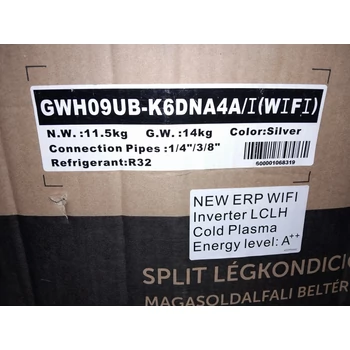 GWH09UB-K6DNA4A/I(WIFI)
N.W. :11.5kg G.W. :14kg Color:Silver
Connection Pipes :1/4"/3/8"
Refrigerant:R32
600001068319
NEW ERP WIFI
Inverter LCLH
Cold Plasma
Energy level: A++
SPLIT LÉGKONDICIO
MAGASOLDALFALI BELTÉR